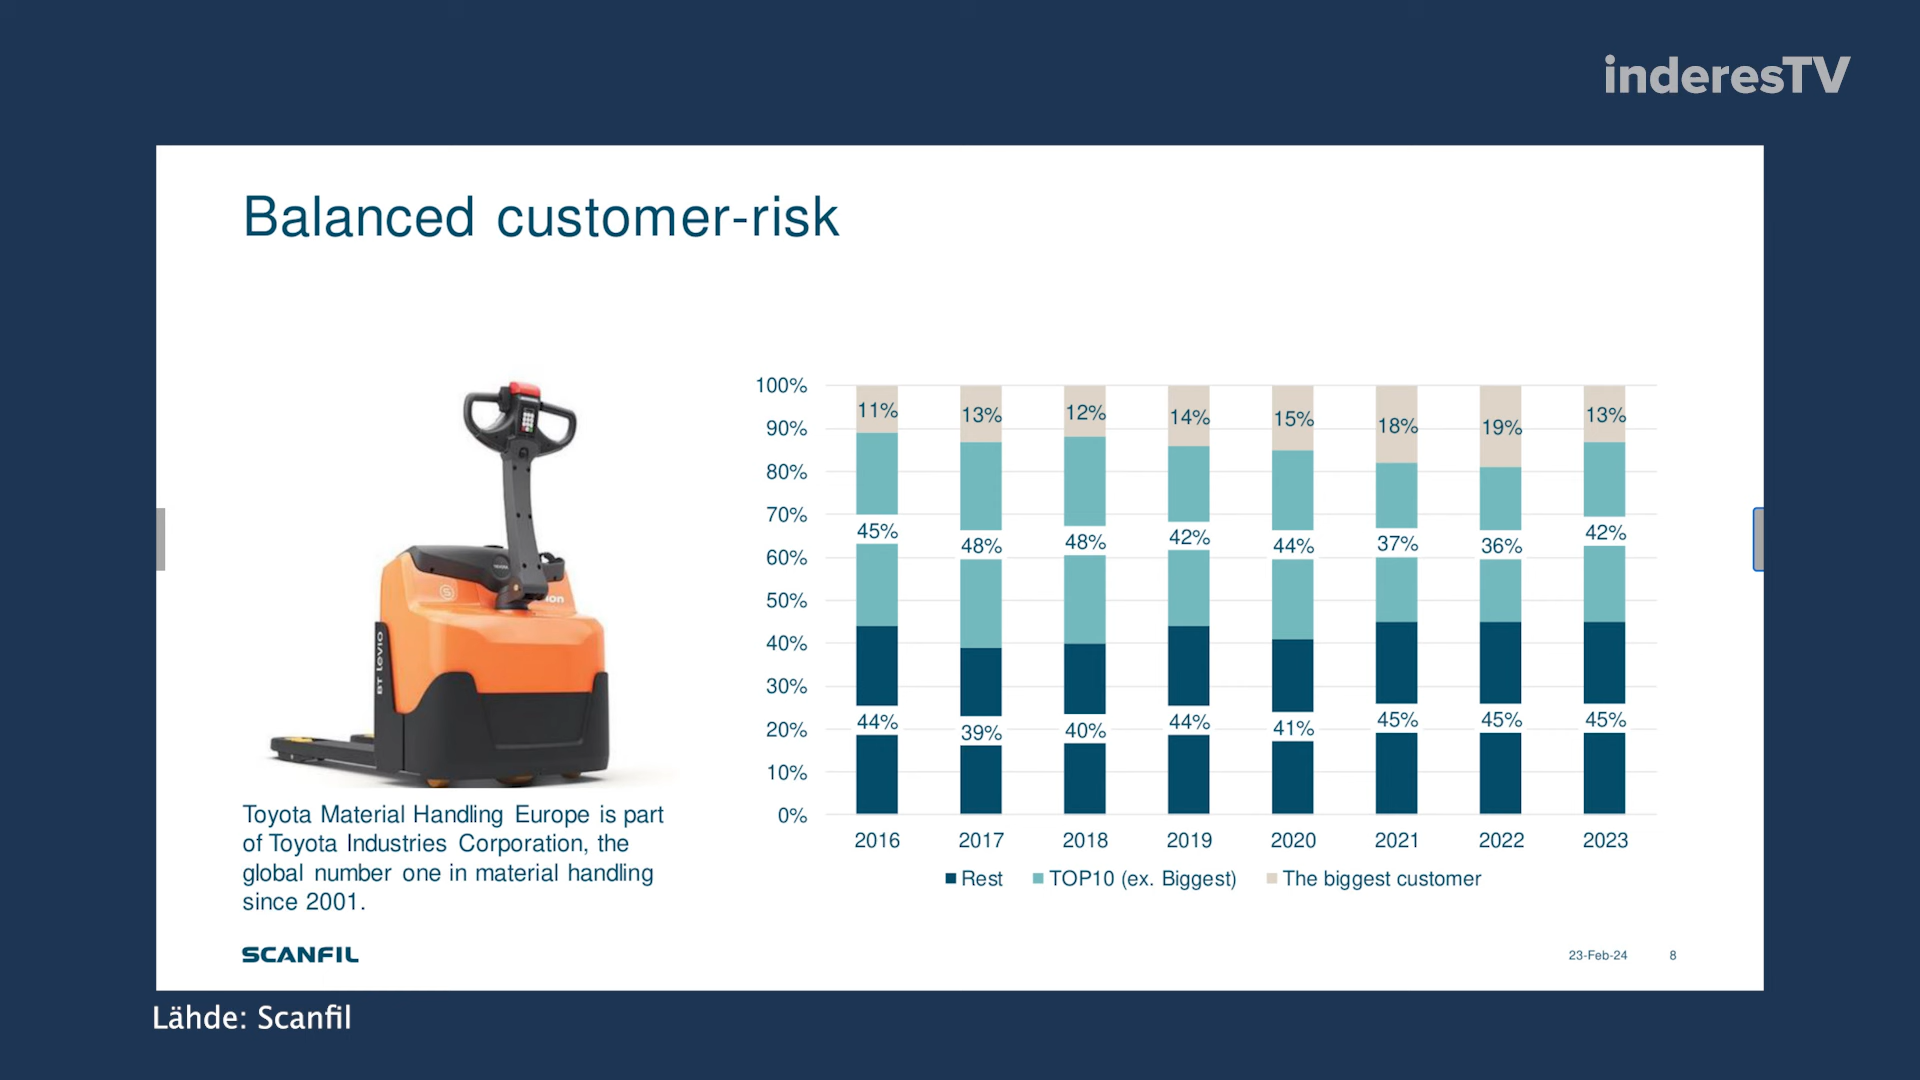 inderesTV
Balanced customer-risk
BT Levio
Toyota Material Handling Europe is part
of Toyota Industries Corporation, the
global number one in material handling
since 2001.
100%
90%
80%
70%
60%
50%
40%
30%
20%
10%
0%
11% 13% 12% 14% 15% 18% 19% 13%
45% 48% 48% 42% 44% 37% 36% 42%
44% 39% 40% 44% 41% 45% 45% 45%
2016 2017 2018 2019 2020 2021 2022 2023
Rest TOP10 (ex. Biggest) The biggest customer
SCANFIL
23-Feb-24 8
Lähde: Scanfil